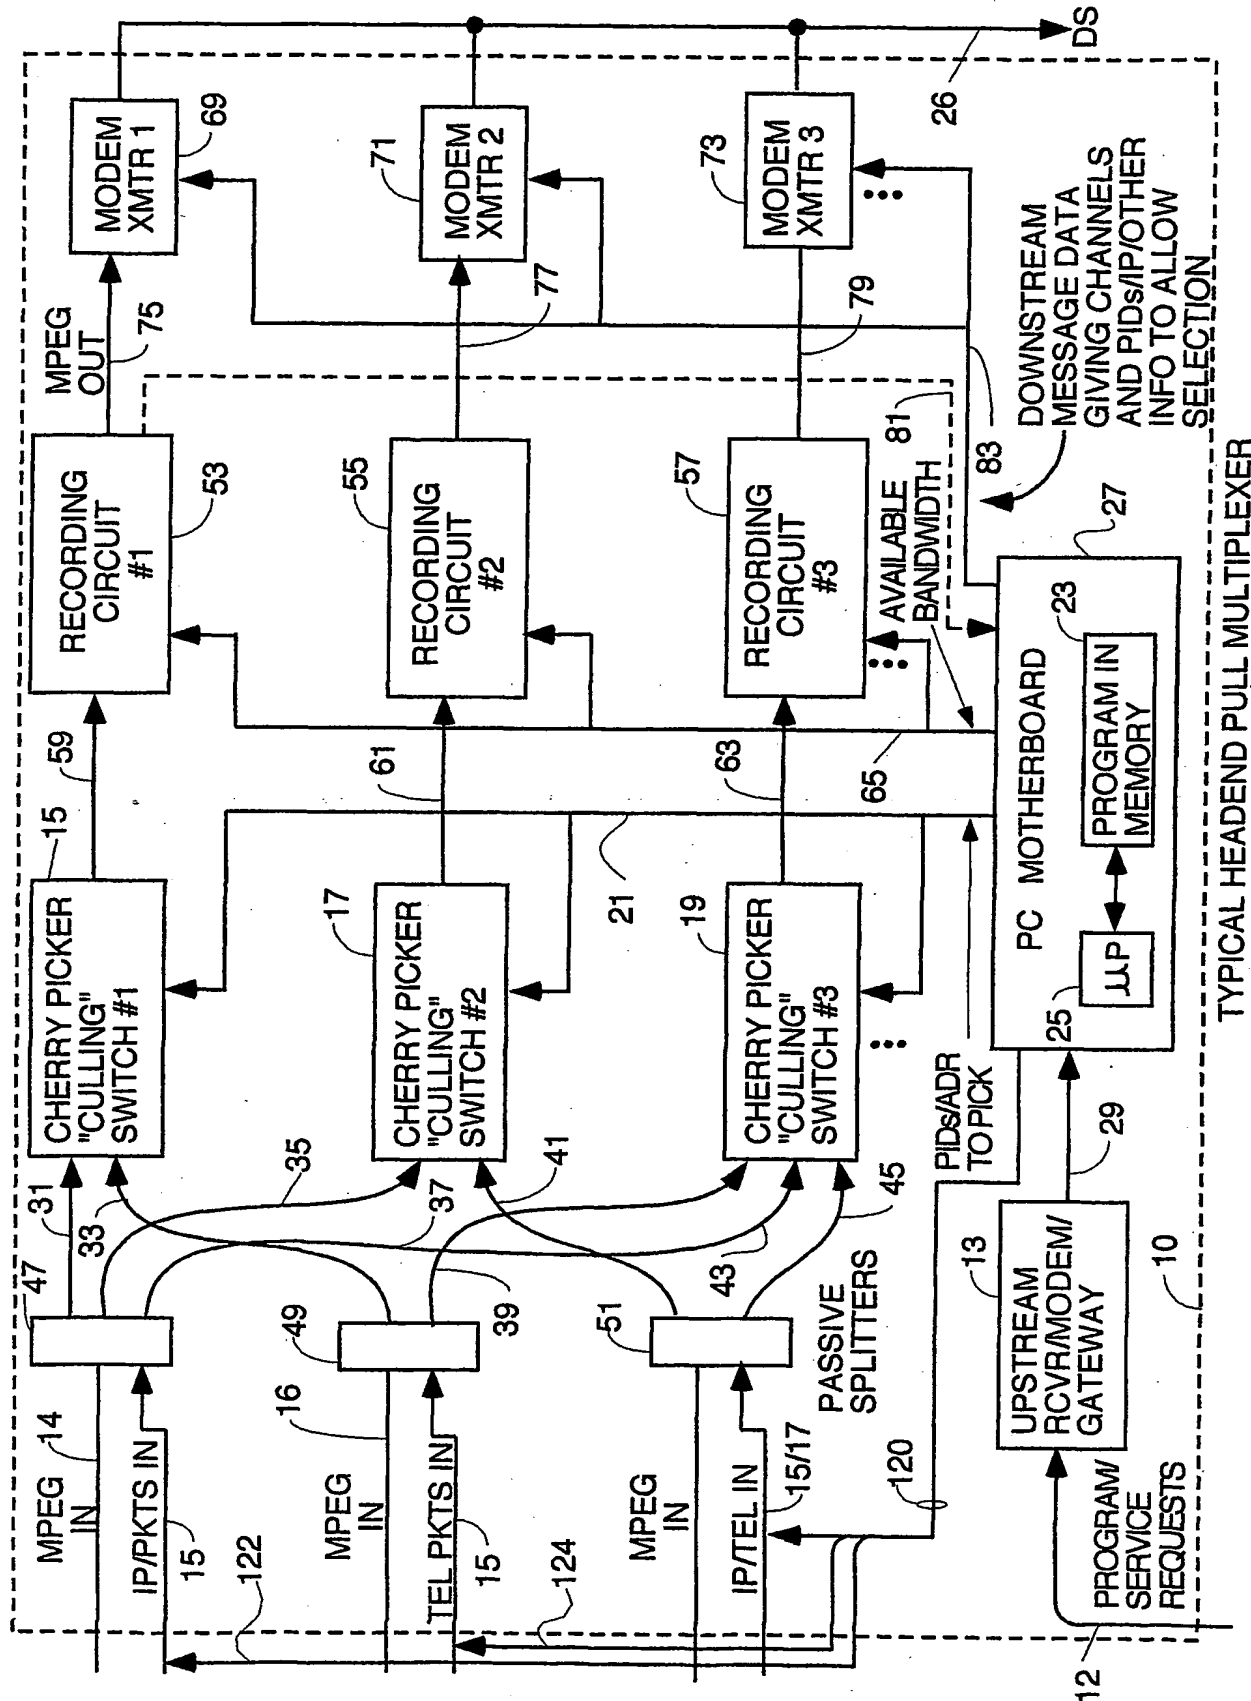 MPEG
IN
14
IP/PKTS IN
15
122
47
31
33
35
37
CHERRY PICKER
"CULLING"
SWITCH #1
15
59
RECORDING
CIRCUIT
#1
53
MPEG
OUT
75
MODEM
XMTR 1
69
MPEG
IN
16
TEL PKTS IN
15
124
49
39
41
CHERRY PICKER
"CULLING"
SWITCH #2
17
61
RECORDING
CIRCUIT
#2
55
77
MODEM
XMTR 2
71
MPEG
IN
IP/TEL IN
15/17
51
43
45
PASSIVE
SPLITTERS
CHERRY PICKER
"CULLING"
SWITCH #3
19
21
63
65
RECORDING
CIRCUIT
#3
57
79
MODEM
XMTR 3
73
26
DS
120
PIDs/ADR
TO PICK
AVAILABLE
BANDWIDTH
81
83
DOWNSTREAM
MESSAGE DATA
GIVING CHANNELS
AND PIDs/IP/OTHER
INFO TO ALLOW
SELECTION
12
PROGRAM/
SERVICE
REQUESTS
UPSTREAM
RCVR/MODEM/
GATEWAY
13
29
10
PC MOTHERBOARD
25
μP
PROGRAM IN
MEMORY
23
27
TYPICAL HEADEND PULL MULTIPLEXER